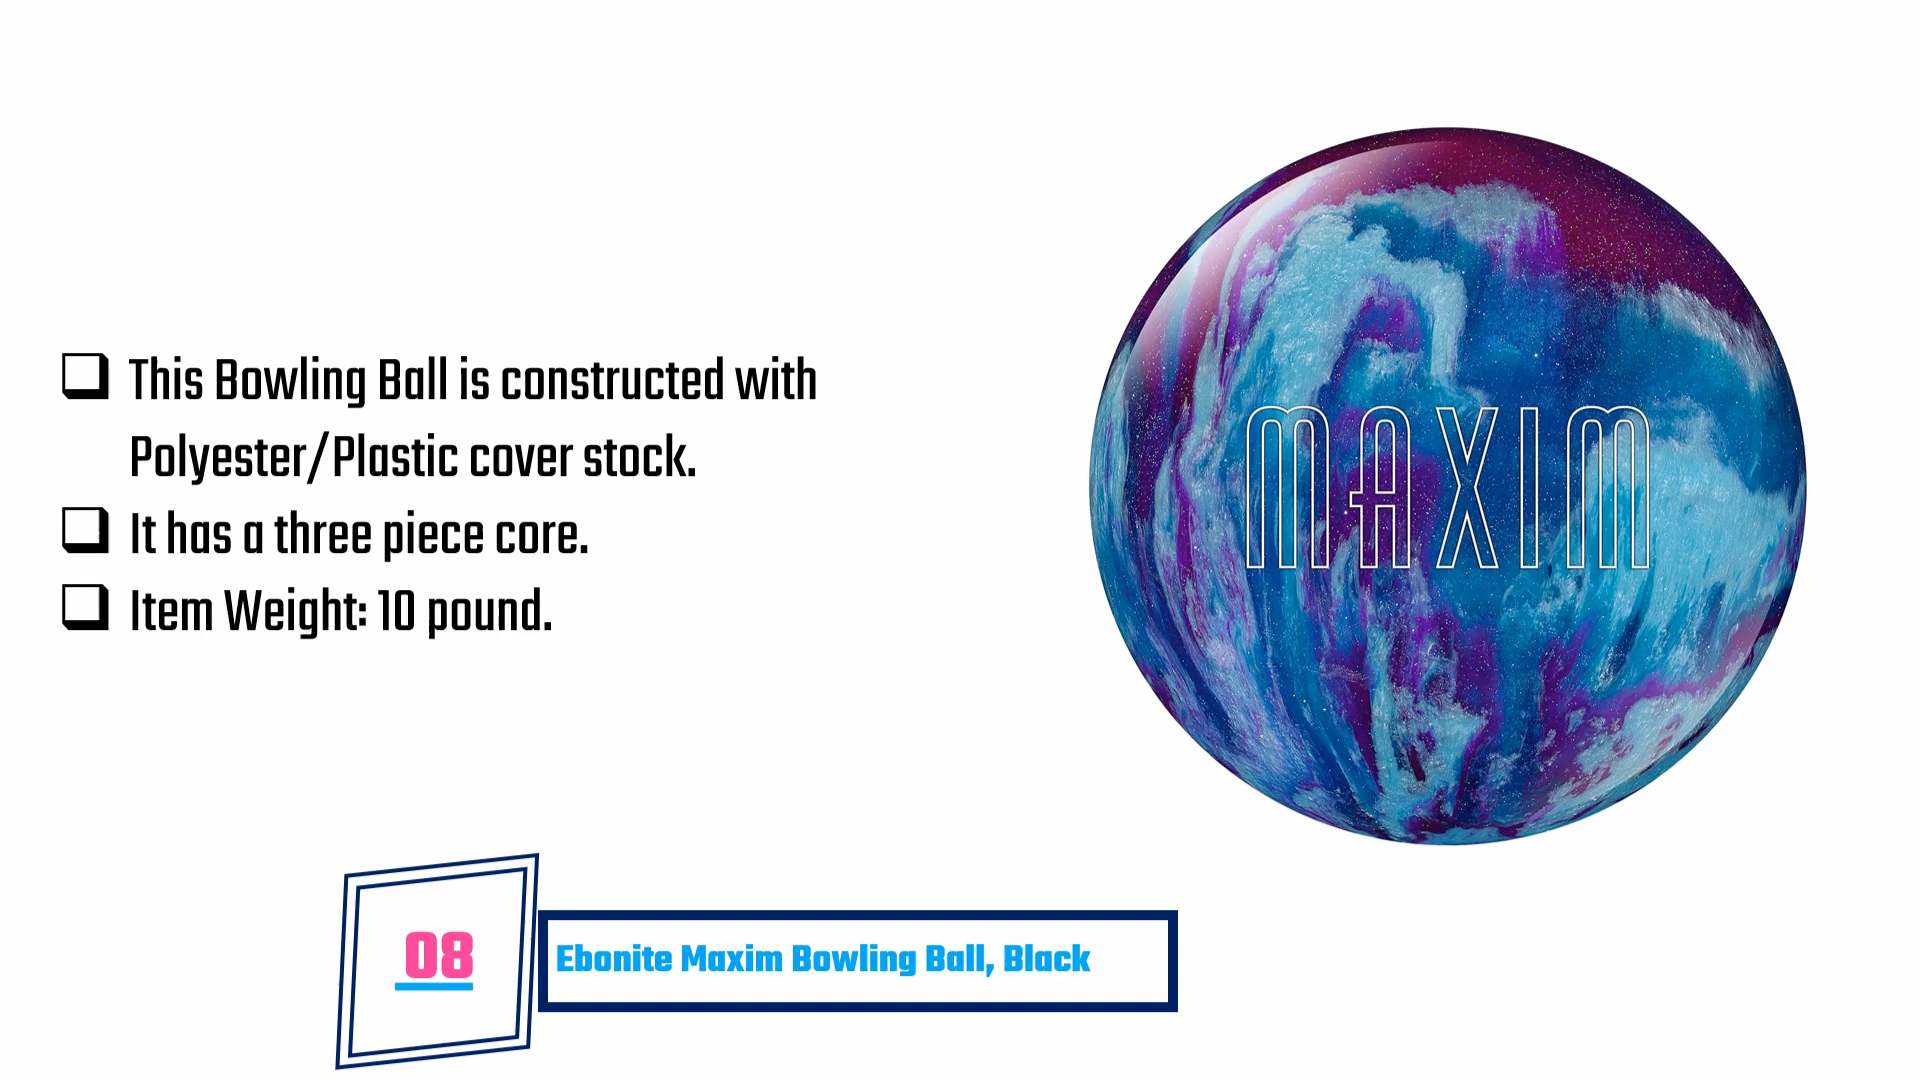 This Bowling Ball is constructed with
Polyester/Plastic cover stock.
It has a three piece core.
Item Weight: 10 pound.
MAXIM
08
Ebonite Maxim Bowling Ball, Black